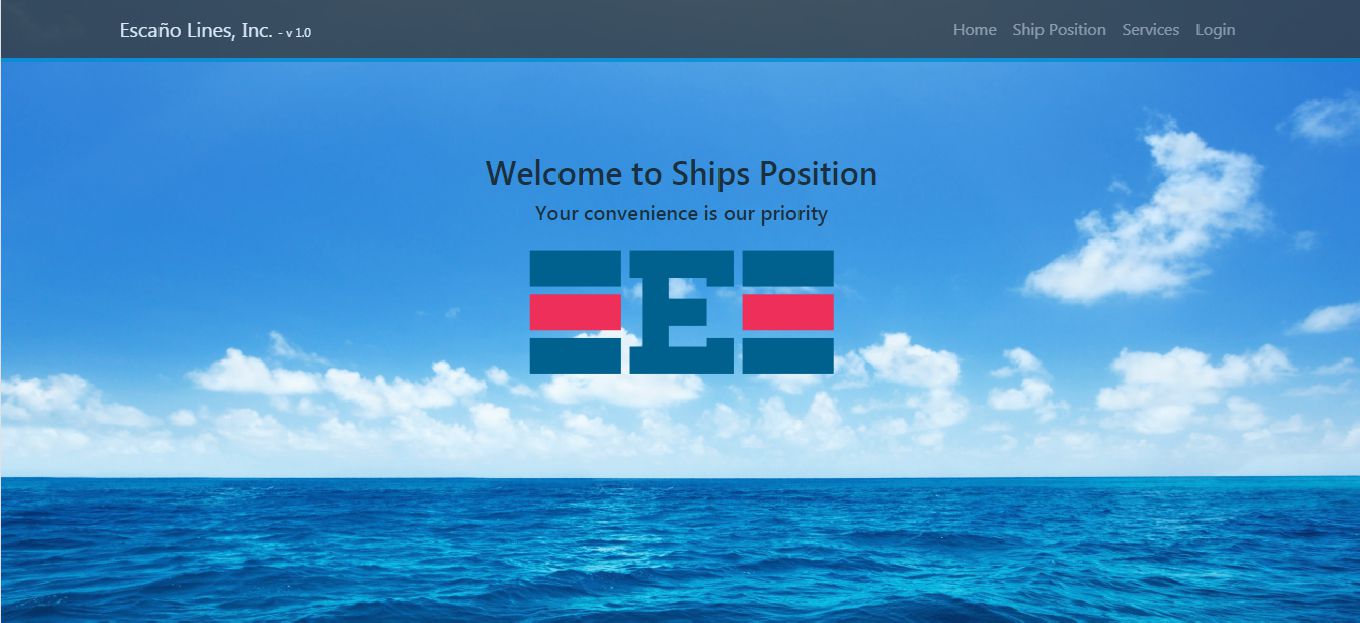 Escaño Lines, Inc. - v 1.0
Home Ship Position Services Login
Welcome to Ships Position
Your convenience is our priority
E